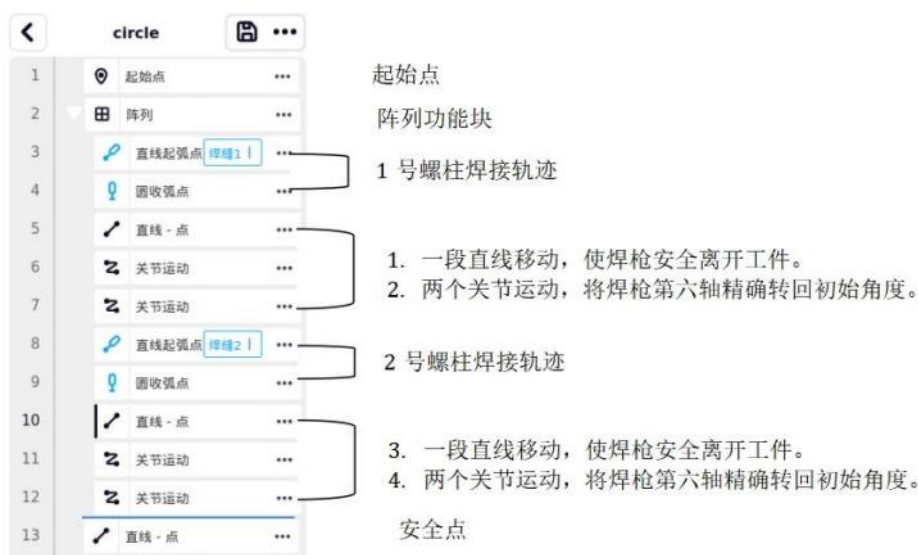 circle
1 起始点 起始点
2 阵列 阵列功能块
3 直线起弧点 焊缝1
1 号螺柱焊接轨迹
4 圆收弧点
5 直线 - 点
6 关节运动 1. 一段直线移动，使焊枪安全离开工件。
7 关节运动 2. 两个关节运动，将焊枪第六轴精确转回初始角度。
8 直线起弧点 焊缝2
2 号螺柱焊接轨迹
9 圆收弧点
10 直线 - 点
11 关节运动 3. 一段直线移动，使焊枪安全离开工件。
12 关节运动 4. 两个关节运动，将焊枪第六轴精确转回初始角度。
13 直线 - 点 安全点